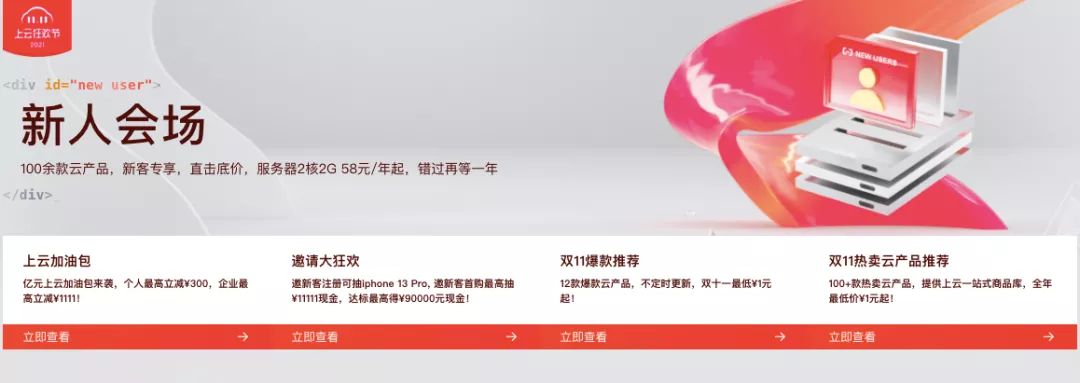 11.11
上云狂欢节
2021
<div id="new user">
新人会场
100余款云产品，新客专享，直击底价，服务器2核2G 58元/年起，错过再等一年
</div>
NEW USERS
上云加油包
亿元上云加油包来袭，个人最高立减¥300，企业最
高立减¥1111！
立即查看
邀请大狂欢
邀新客注册可抽iphone 13 Pro, 邀新客首购最高抽
¥11111现金，达标最高得¥90000元现金！
立即查看
双11爆款推荐
12款爆款云产品，不定时更新，双十一最低¥1元
起！
立即查看
双11热卖云产品推荐
100+款热卖云产品，提供上云一站式商品库，全年
最低价¥1元起！
立即查看